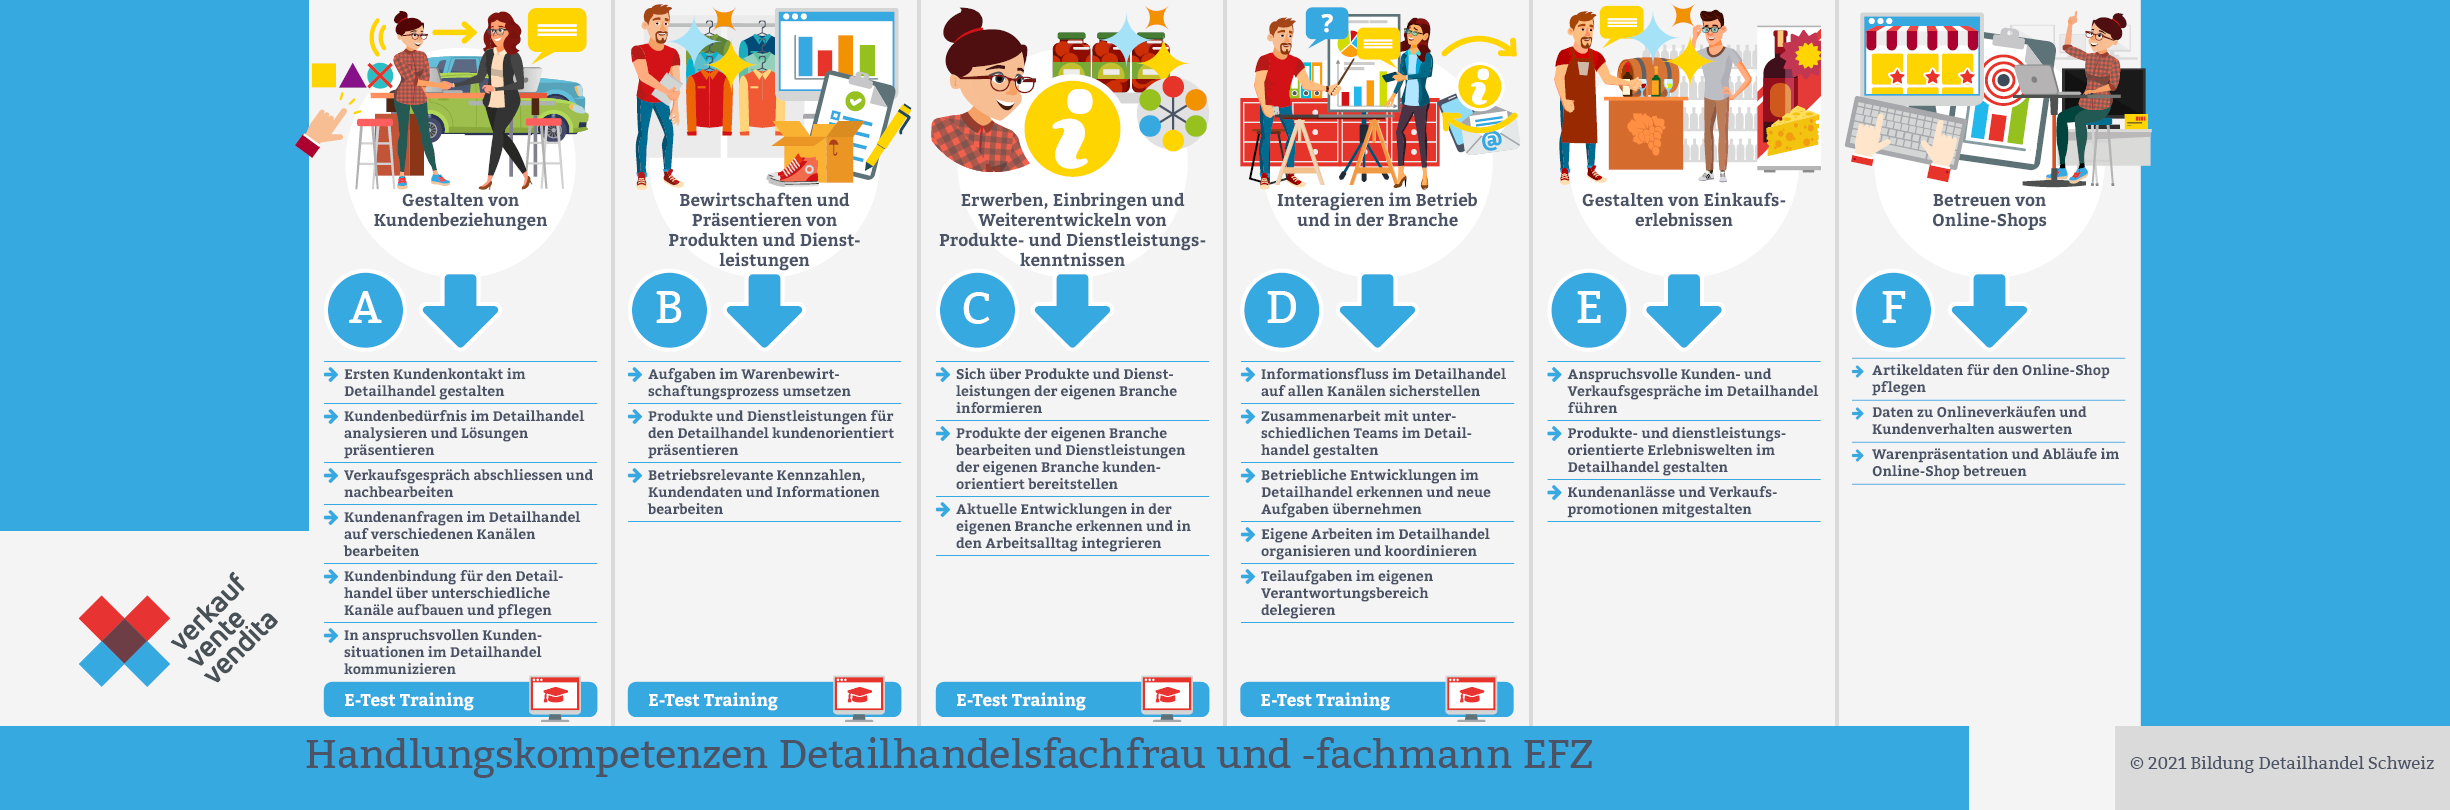 Gestalten von
Kundenbeziehungen
A
Ersten Kundenkontakt im
Detailhandel gestalten
Kundenbedürfnis im Detailhandel
analysieren und Lösungen
präsentieren
Verkaufsgespräch abschliessen und
nachbearbeiten
Kundenanfragen im Detailhandel
auf verschiedenen Kanälen
bearbeiten
Kundenbindung für den Detail-
handel über unterschiedliche
Kanäle aufbauen und pflegen
In anspruchsvollen Kunden-
situationen im Detailhandel
kommunizieren
E-Test Training
Bewirtschaften und
Präsentieren von
Produkten und Dienst-
leistungen
B
Aufgaben im Warenbewirt-
schaftungsprozess umsetzen
Produkte und Dienstleistungen für
den Detailhandel kundenorientiert
präsentieren
Betriebsrelevante Kennzahlen,
Kundendaten und Informationen
bearbeiten
E-Test Training
i
Erwerben, Einbringen und
Weiterentwickeln von
Produkte- und Dienstleistungs-
kenntnissen
C
Sich über Produkte und Dienst-
leistungen der eigenen Branche
informieren
Produkte der eigenen Branche
bearbeiten und Dienstleistungen
der eigenen Branche kunden-
orientiert bereitstellen
Aktuelle Entwicklungen in der
eigenen Branche erkennen und in
den Arbeitsalltag integrieren
E-Test Training
?
i
@
Interagieren im Betrieb
und in der Branche
D
Informationsfluss im Detailhandel
auf allen Kanälen sicherstellen
Zusammenarbeit mit unter-
schiedlichen Teams im Detail-
handel gestalten
Betriebliche Entwicklungen im
Detailhandel erkennen und neue
Aufgaben übernehmen
Eigene Arbeiten im Detailhandel
organisieren und koordinieren
Teilaufgaben im eigenen
Verantwortungsbereich
delegieren
E-Test Training
Gestalten von Einkaufs-
erlebnissen
E
Anspruchsvolle Kunden- und
Verkaufsgespräche im Detailhandel
führen
Produkte- und dienstleistungs-
orientierte Erlebniswelten im
Detailhandel gestalten
Kundenanlässe und Verkaufs-
promotionen mitgestalten
Betreuen von
Online-Shops
F
Artikeldaten für den Online-Shop
pflegen
Daten zu Onlineverkäufen und
Kundenverhalten auswerten
Warenpräsentation und Abläufe im
Online-Shop betreuen
verkauf
vente
vendita
Handlungskompetenzen Detailhandelsfachfrau und -fachmann EFZ
© 2021 Bildung Detailhandel Schweiz